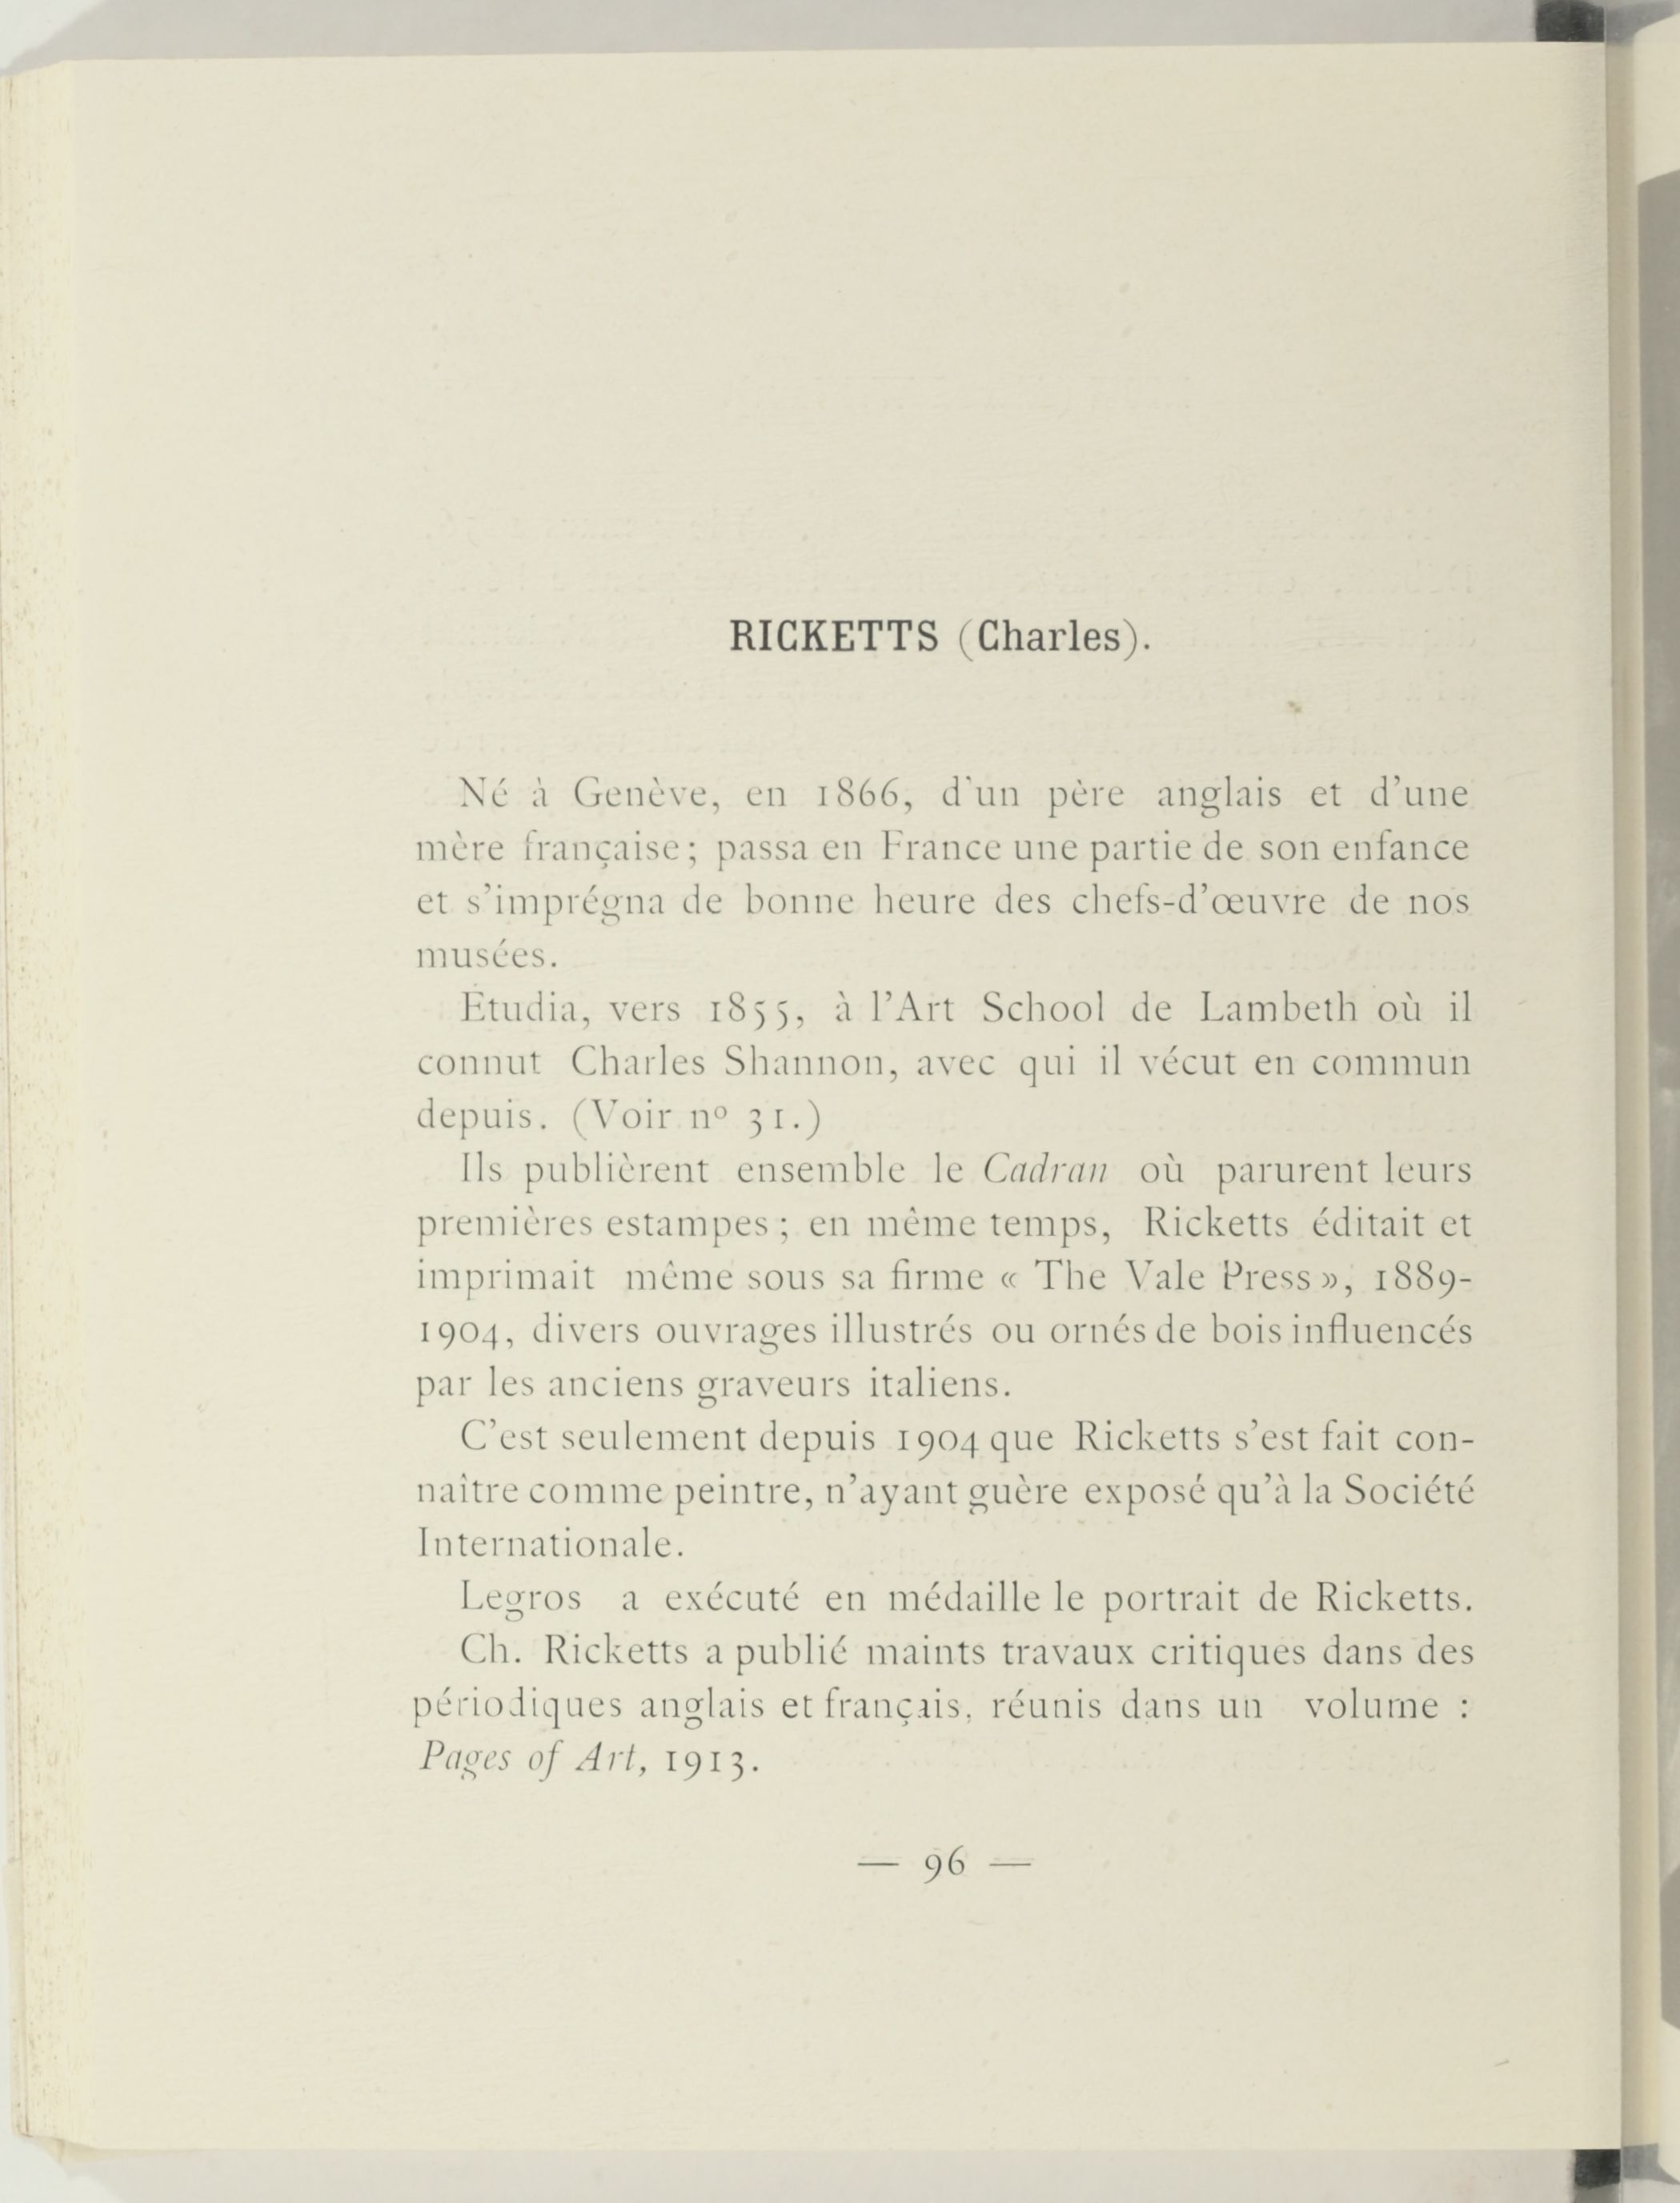 RICKETTS (Charles).
Né à Genève, en 1866, d'un père anglais et d'une
mère française; passa en France une partie de son enfance
et s'imprégna de bonne heure des chefs-d'œuvre de nos
musées.
Étudia, vers 1855, à l'Art School de Lambeth où il
connut Charles Shannon, avec qui il vécut en commun
depuis. (Voir nº 31.)
Ils publièrent ensemble le Cadran où parurent leurs
premières estampes; en même temps, Ricketts éditait et
imprimait même sous sa firme « The Vale Press », 1889-
1904, divers ouvrages illustrés ou ornés de bois influencés
par les anciens graveurs italiens.
C'est seulement depuis 1904 que Ricketts s'est fait con-
naître comme peintre, n'ayant guère exposé qu'à la Société
Internationale.
Legros a exécuté en médaille le portrait de Ricketts.
Ch. Ricketts a publié maints travaux critiques dans des
périodiques anglais et français, réunis dans un volume :
Pages of Art, 1913.
— 96 —